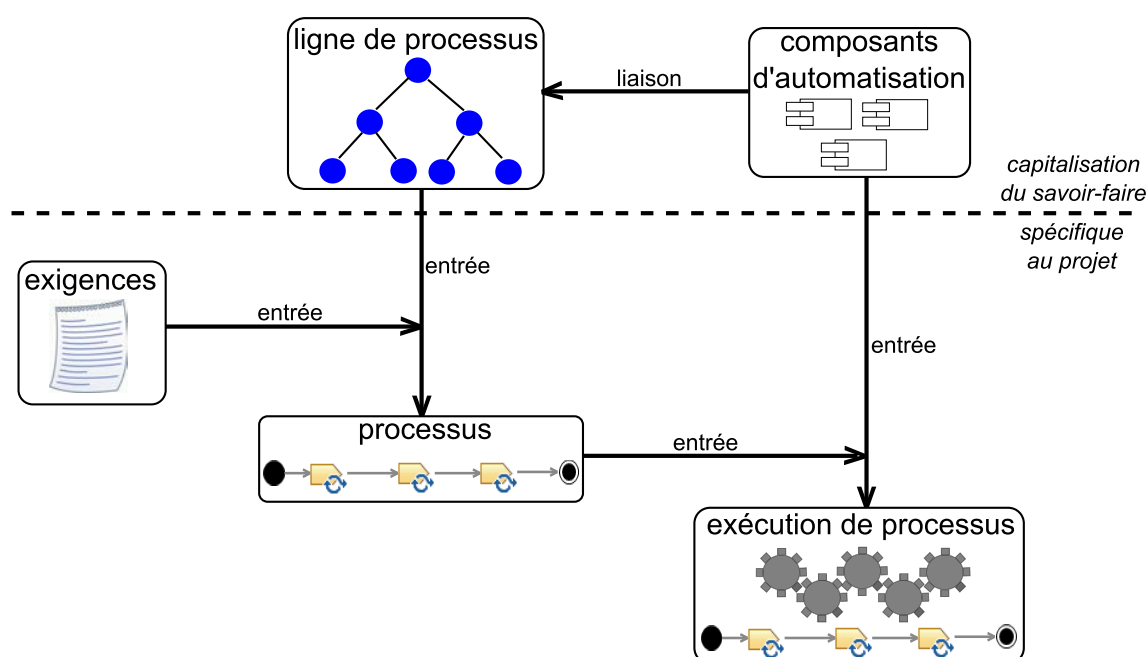 ligne de processus
composants
d'automatisation
liaison
capitalisation
du savoir-faire
spécifique
au projet
entrée
exigences
entrée
entrée
processus
entrée
exécution de processus